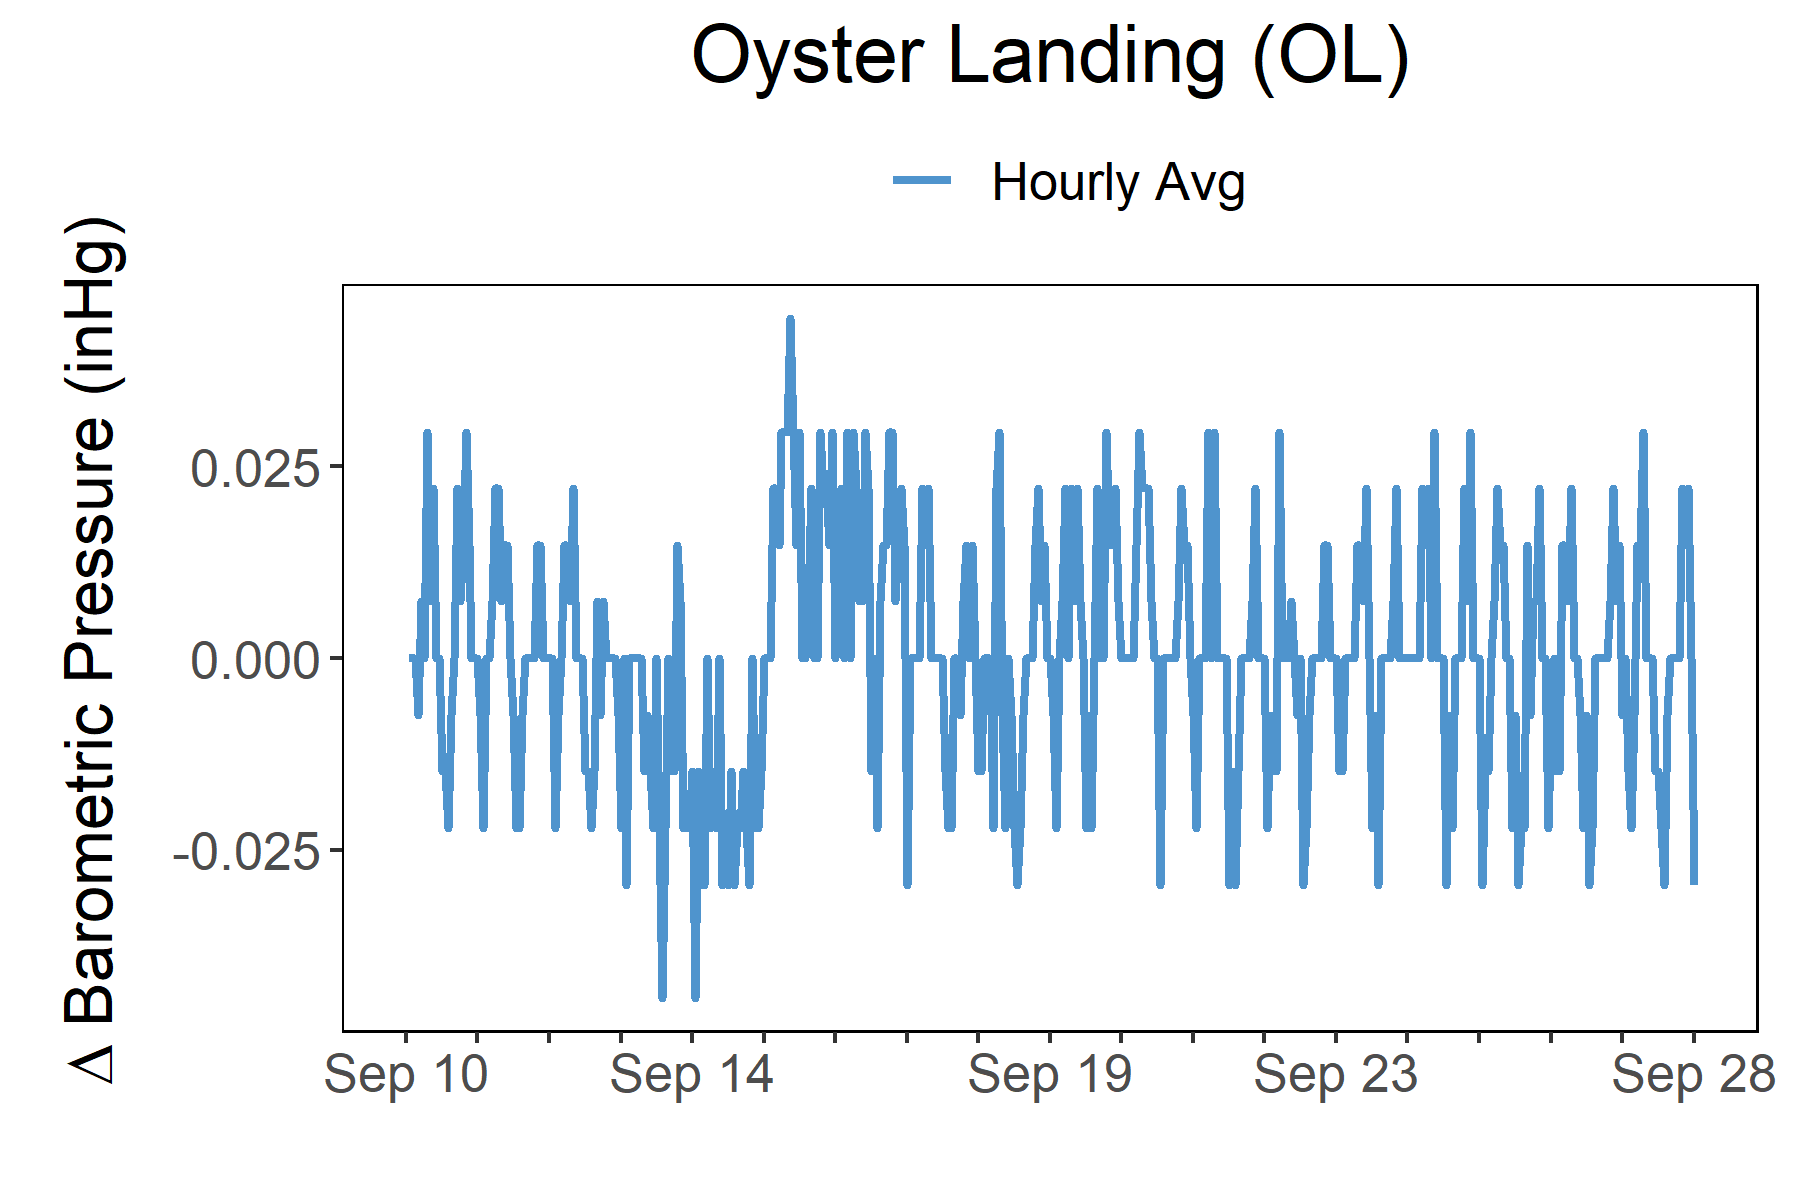 Oyster Landing (OL)
Hourly Avg
Δ Barometric Pressure (inHg)
0.025
0.000
-0.025
Sep 10
Sep 14
Sep 19
Sep 23
Sep 28